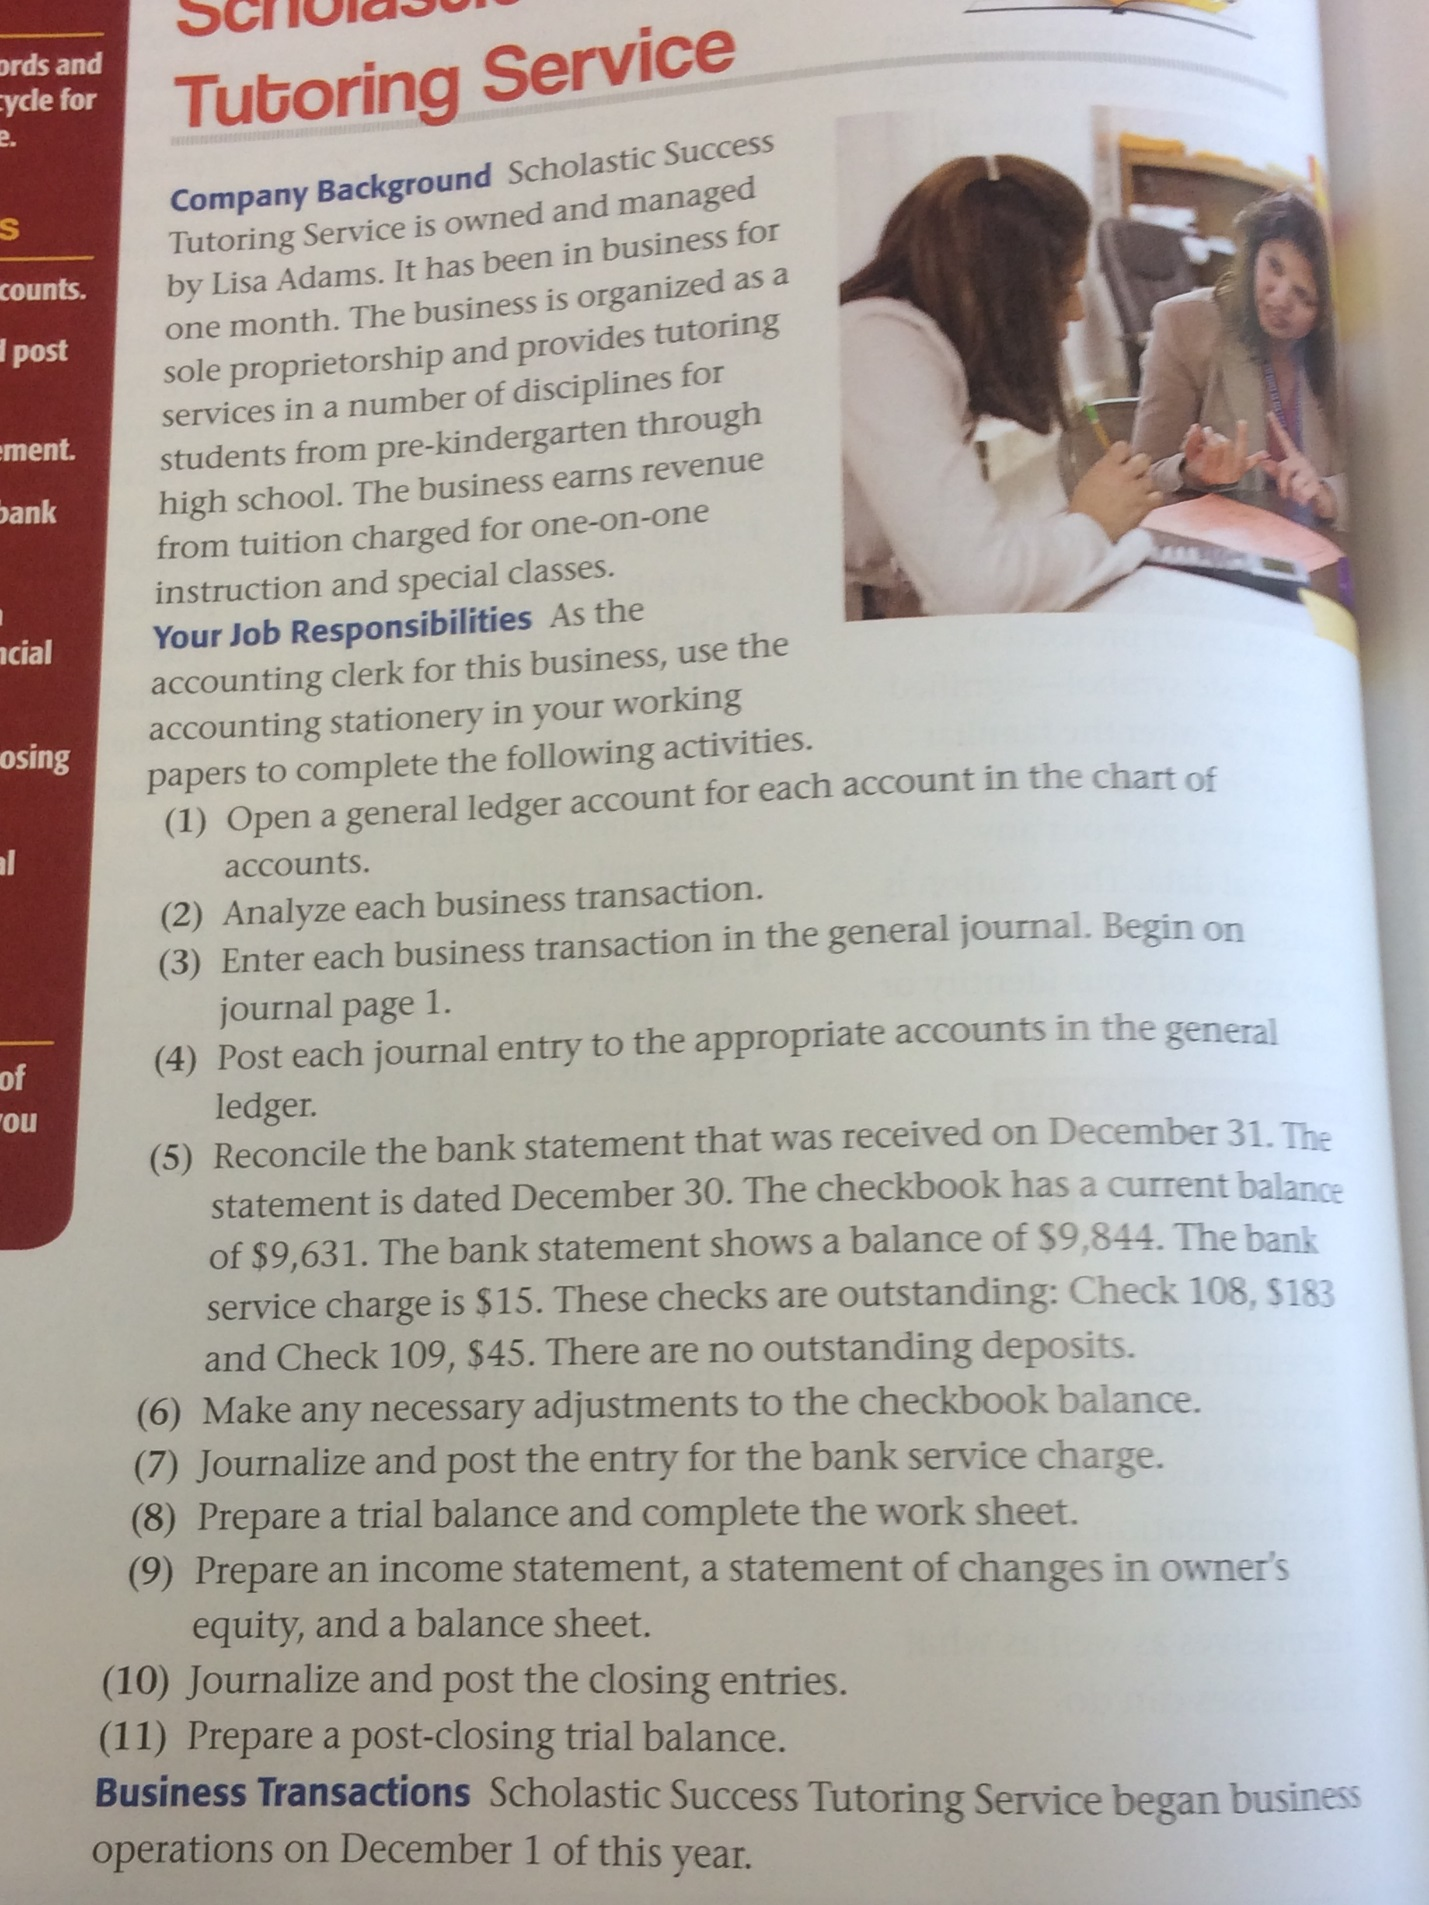 Tutoring Service
ords and
ycle for
e.
s
counts.
post
ement.
bank
ncial
osing
al
of
you
Company Background Scholastic Success
Tutoring Service is owned and managed
by Lisa Adams. It has been in business for
one month. The business is organized as a
sole proprietorship and provides tutoring
services in a number of disciplines for
students from pre-kindergarten through
high school. The business earns revenue
from tuition charged for one-on-one
instruction and special classes.
Your Job Responsibilities As the
accounting clerk for this business, use the
accounting stationery in your working
papers to complete the following activities.
(1) Open a general ledger account for each account in the chart of
accounts.
(2) Analyze each business transaction.
(3) Enter each business transaction in the general journal. Begin on
journal page 1.
(4) Post each journal entry to the appropriate accounts in the general
ledger.
(5) Reconcile the bank statement that was received on December 31. The
statement is dated December 30. The checkbook has a current balance
of $9,631. The bank statement shows a balance of $9,844. The bank
service charge is $15. These checks are outstanding: Check 108, $183
and Check 109, $45. There are no outstanding deposits.
(6) Make any necessary adjustments to the checkbook balance.
(7) Journalize and post the entry for the bank service charge.
(8) Prepare a trial balance and complete the work sheet.
(9) Prepare an income statement, a statement of changes in owner's
equity, and a balance sheet.
(10) Journalize and post the closing entries.
(11) Prepare a post-closing trial balance.
Business Transactions Scholastic Success Tutoring Service began business
operations on December 1 of this year.